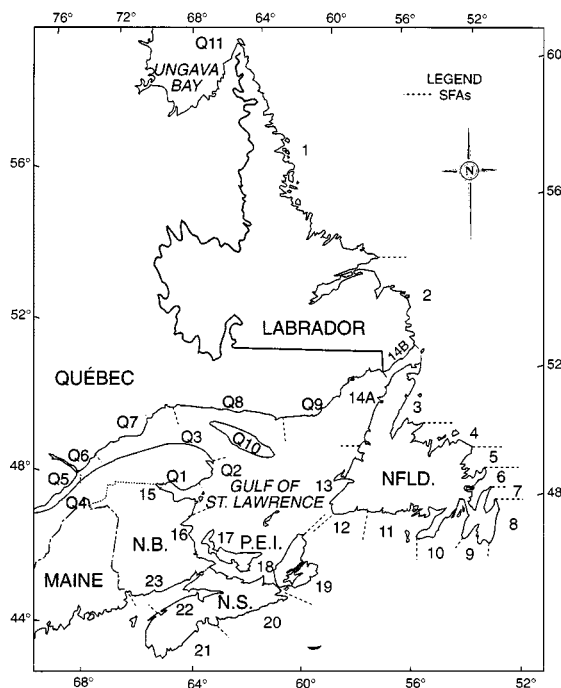 76° 72° 70° 68° 64° 60° 56° 52°
Q11
UNGAVA
BAY
LEGEND
SFAs
60°
1
N
56°
56°
2
52°
LABRADOR
14B
52°
QUÉBEC
14A
Q8
Q9
Q7
3
Q3
Q10
4
Q6
Q2
5
48°
Q5
Q1
GULF OF
ST. LAWRENCE
13
NFLD.
6
Q4
15
7
48°
12
11
8
16
17
P.E.I.
10
9
N.B.
18
MAINE
23
19
N.S.
22
20
44°
21
44°
68° 64° 60° 56° 52°